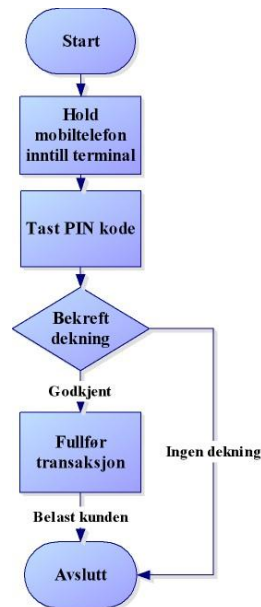 Start
Hold
mobiltelefon
inntill terminal
Tast PIN kode
Bekreft
dekning
Godkjent
Fullfør
transaksjon
Ingen dekning
Belast kunden
Avslutt